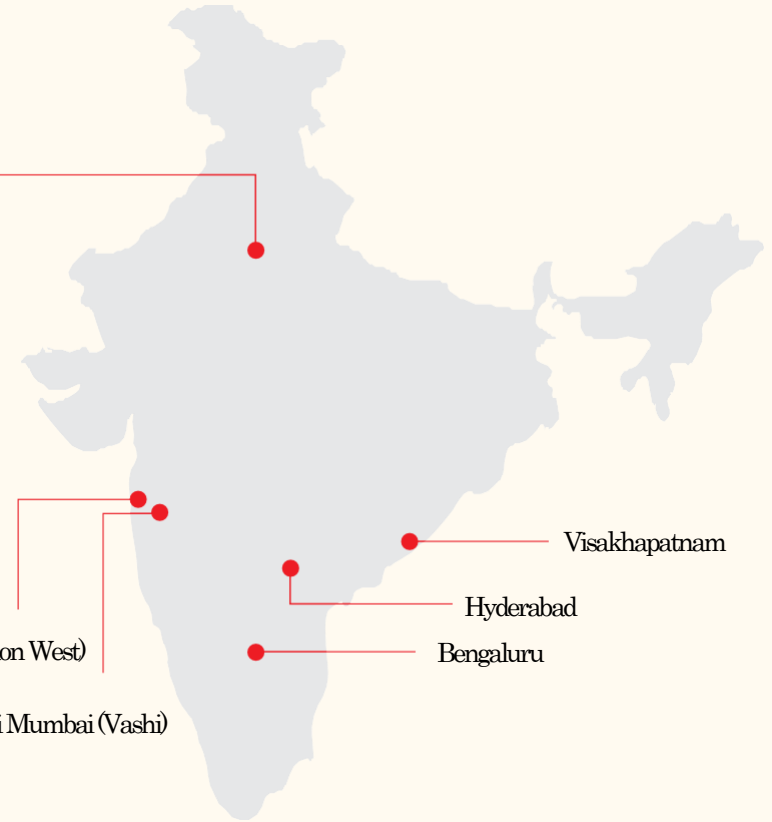 Visakhapatnam
Hyderabad
on West)
Bengaluru
i Mumbai (Vashi)